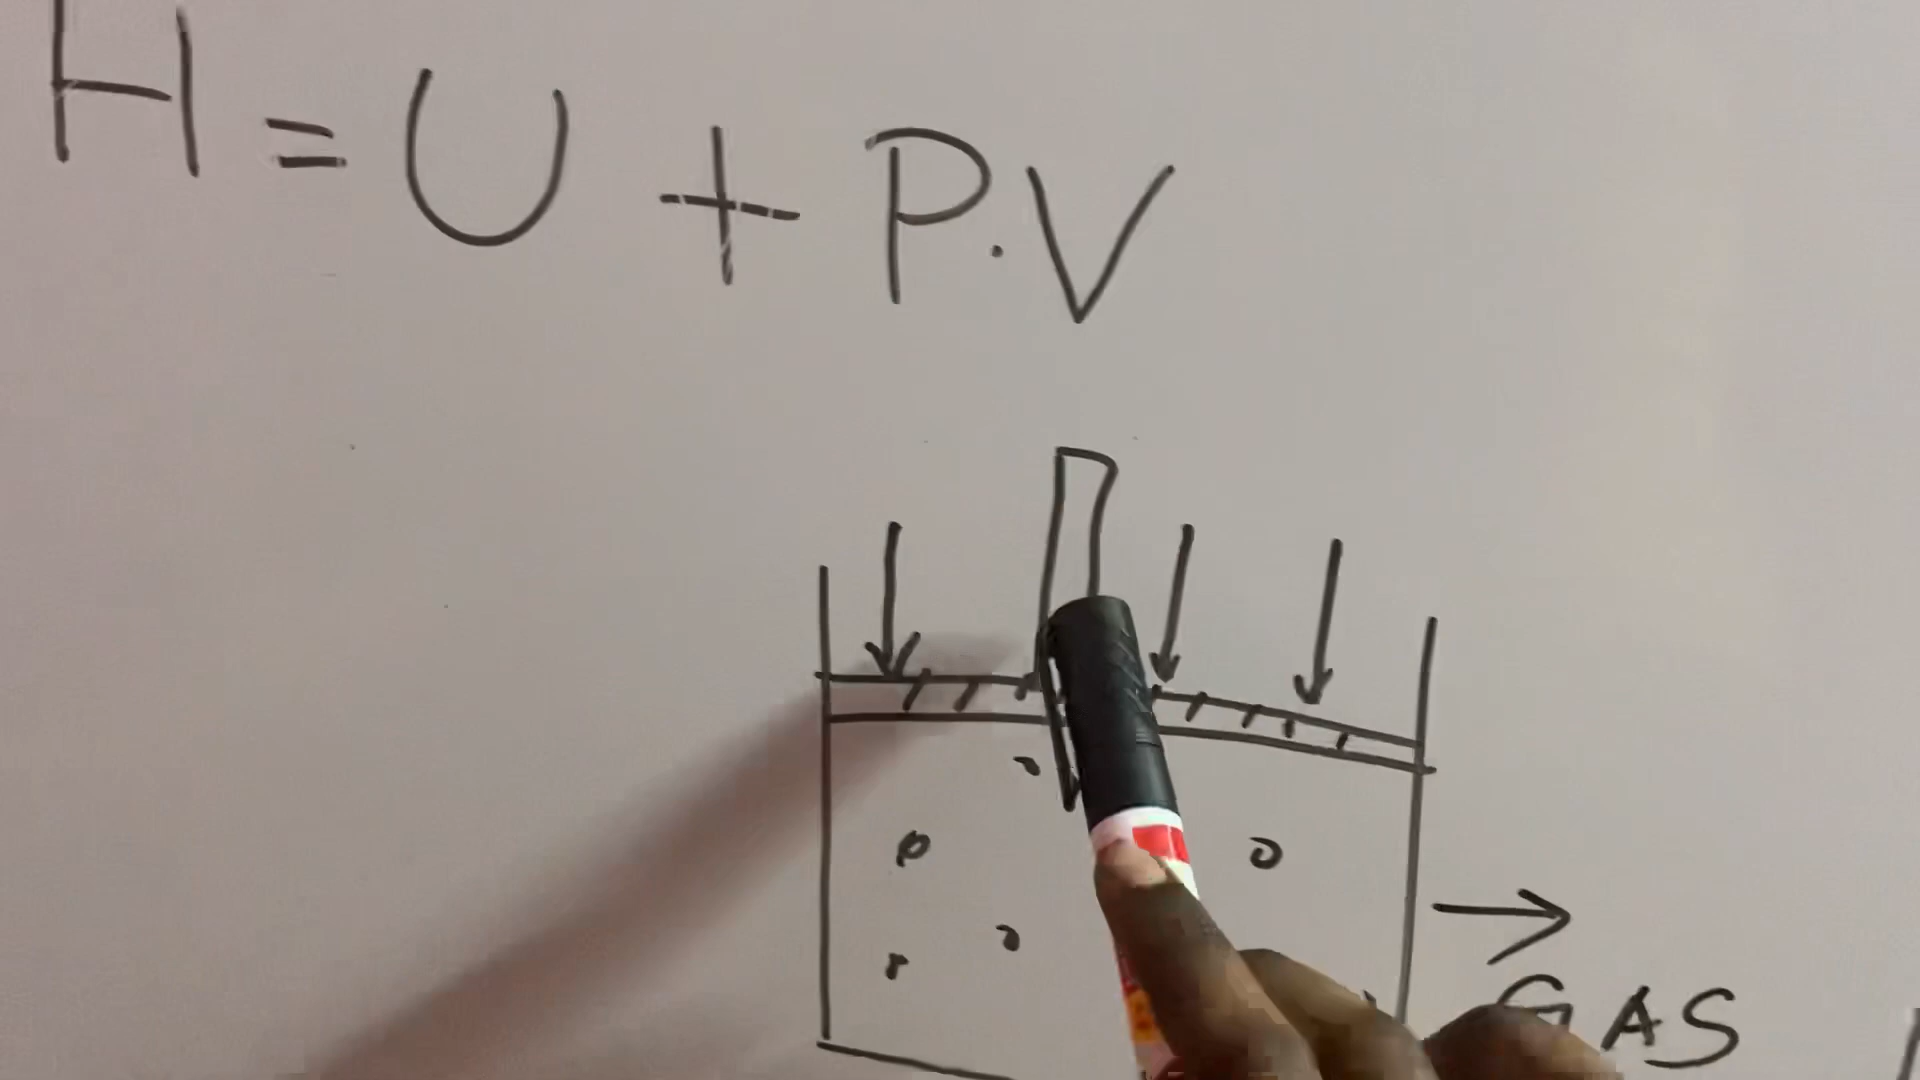 H = U + P.V
GAS